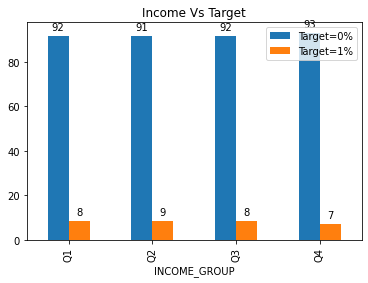 Income Vs Target
92
91
92
93
Target=0%
Target=1%
80
60
40
20
0
8
9
8
7
Q1
Q2
Q3
Q4
INCOME_GROUP